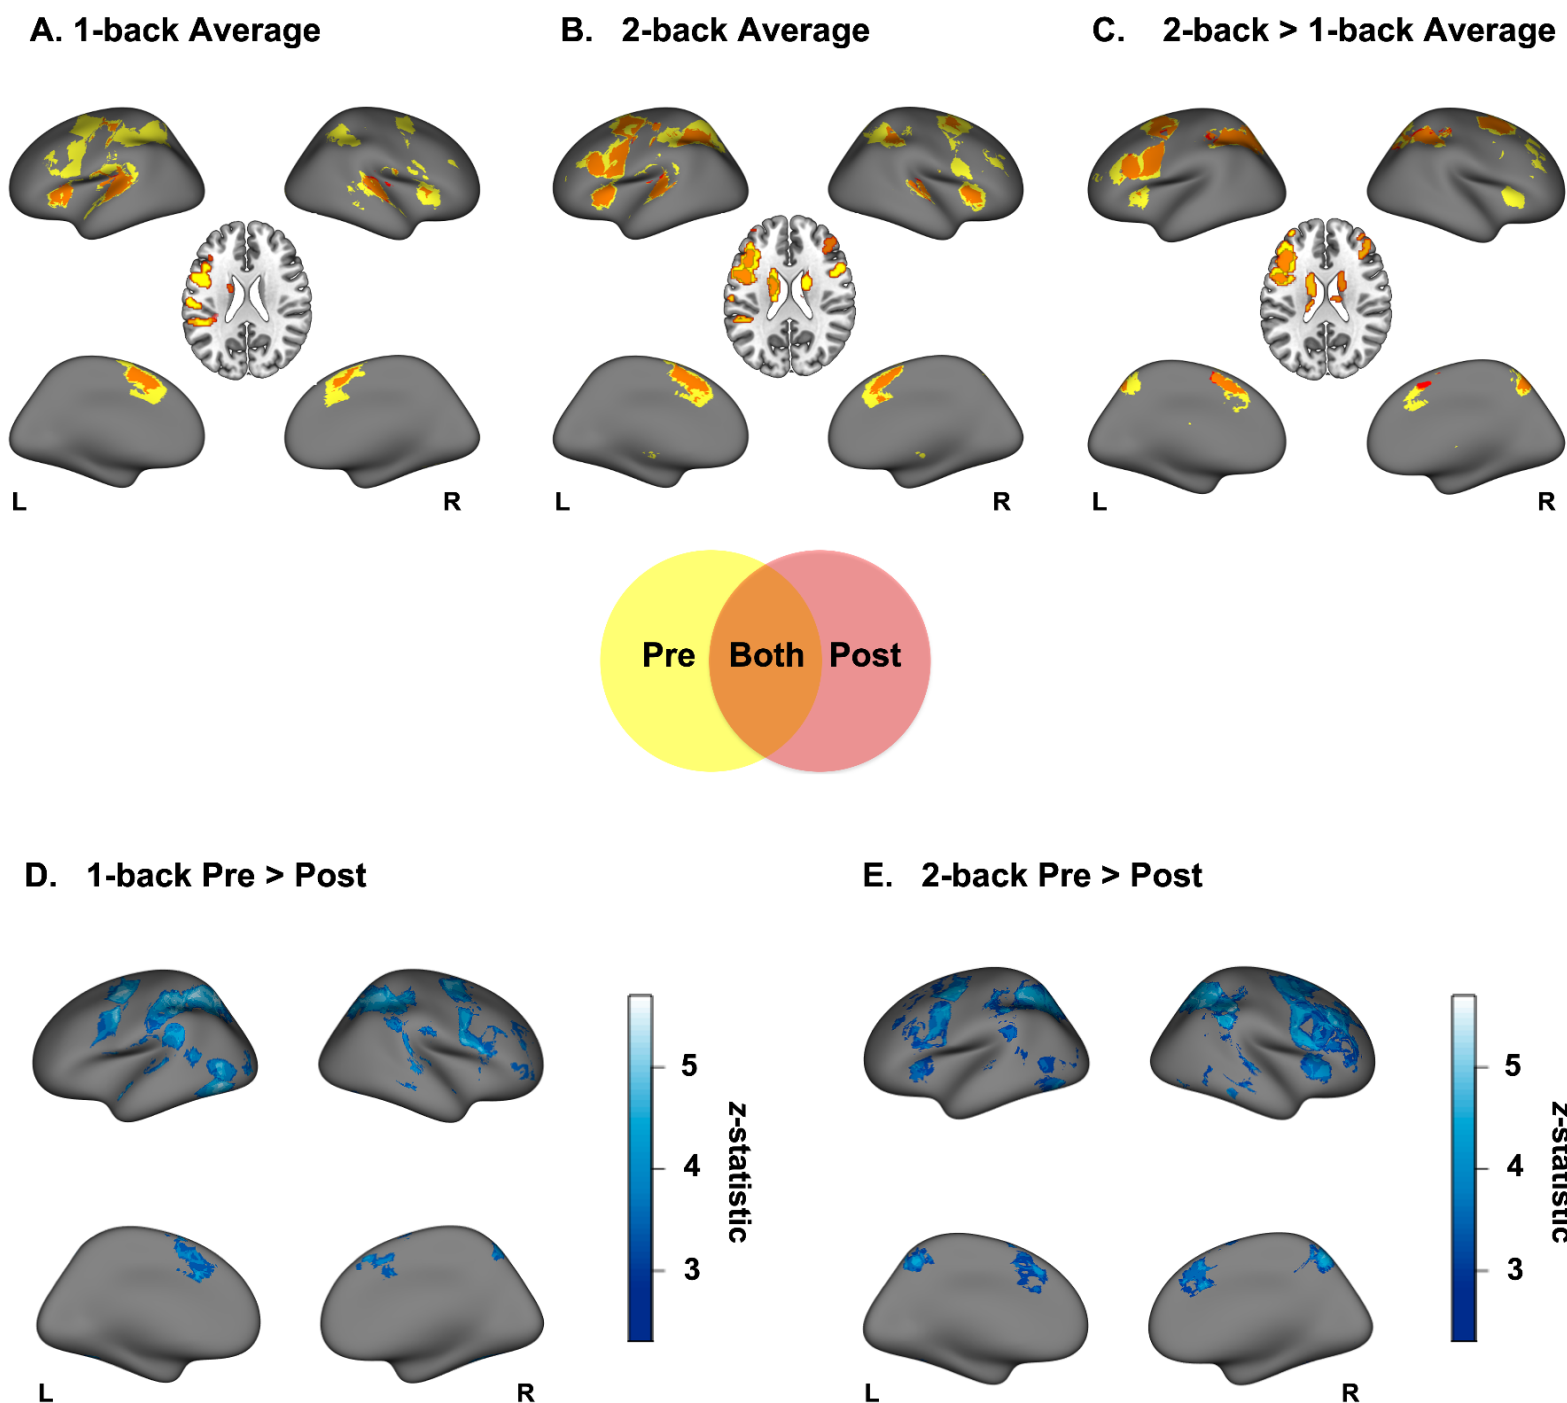 A. 1-back Average
B. 2-back Average
C. 2-back > 1-back Average
L
R
L
R
L
R
Pre
Both
Post
D. 1-back Pre > Post
E. 2-back Pre > Post
5
4
3
z-statistic
5
4
3
z-statistic
L
R
L
R